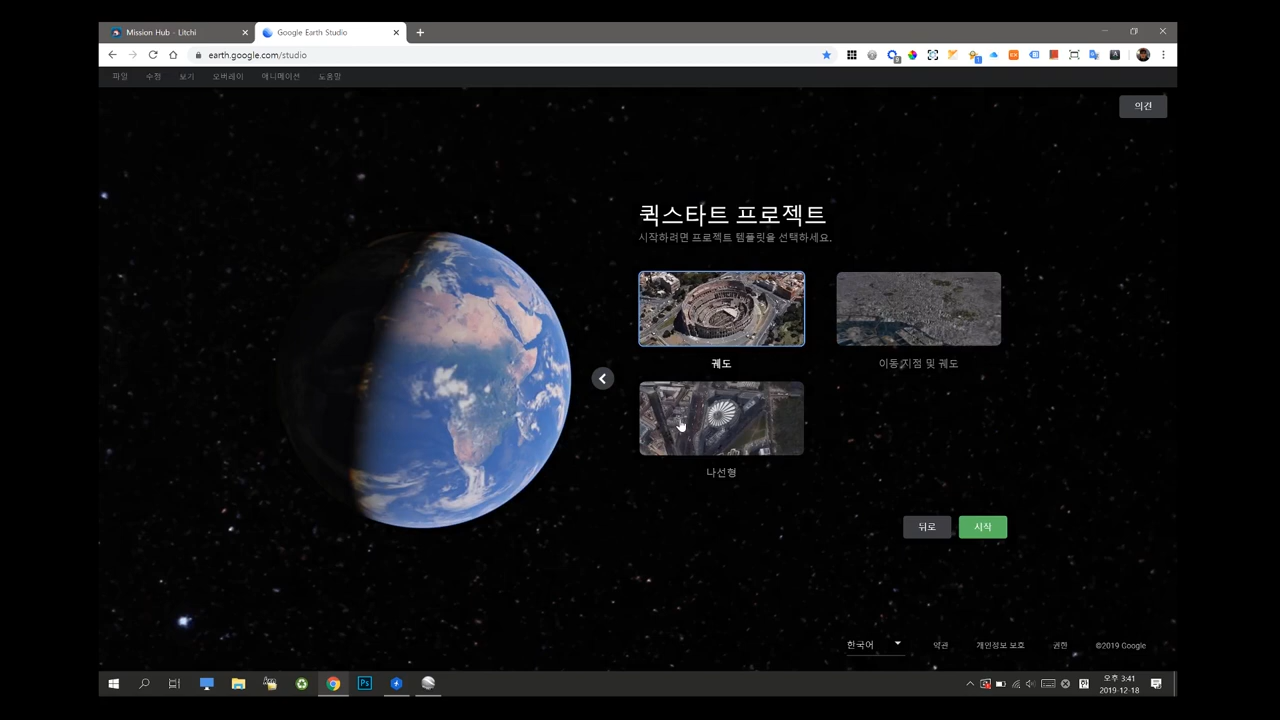 Mission Hub - Litchi
Google Earth Studio
earth.google.com/studio
파일 수정 보기 오버레이 애니메이션 도움말
의견
퀵스타트 프로젝트
시작하려면 프로젝트 템플릿을 선택하세요.
궤도
이동 지점 및 궤도
나선형
뒤로 시작
한국어 약관 개인정보 보호 권한 ©2019 Google
Ps
오후 3:41
2019-12-18